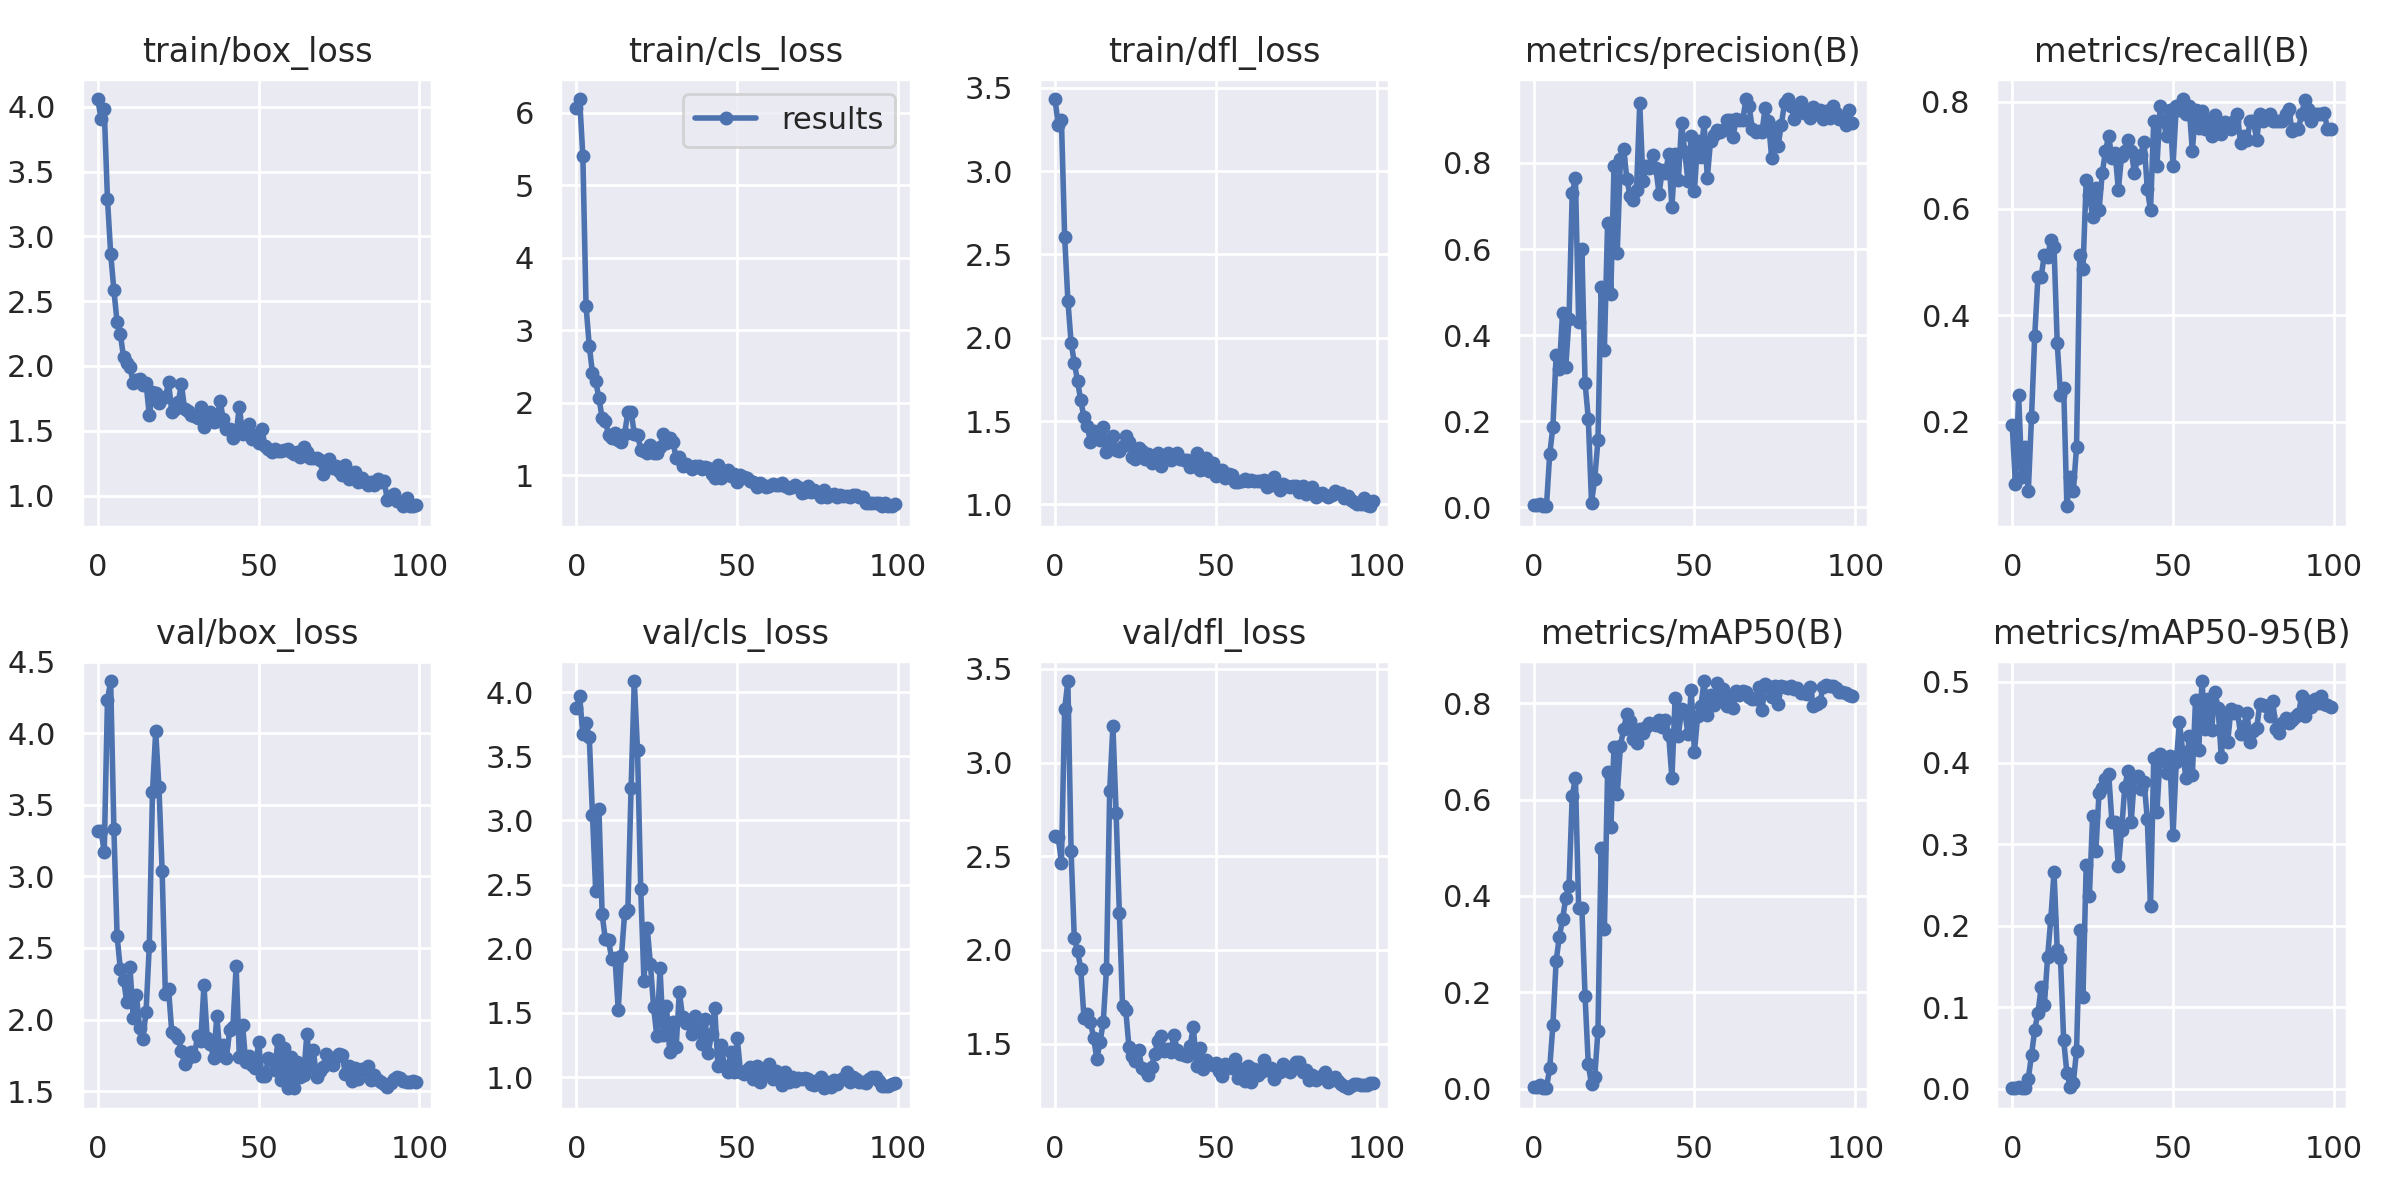 train/box_loss
4.0
3.5
3.0
2.5
2.0
1.5
1.0
0 50 100
train/cls_loss
results
6
5
4
3
2
1
0 50 100
train/dfl_loss
3.5
3.0
2.5
2.0
1.5
1.0
0 50 100
metrics/precision(B)
0.8
0.6
0.4
0.2
0.0
0 50 100
metrics/recall(B)
0.8
0.6
0.4
0.2
0 50 100
val/box_loss
4.5
4.0
3.5
3.0
2.5
2.0
1.5
0 50 100
val/cls_loss
4.0
3.5
3.0
2.5
2.0
1.5
1.0
0 50 100
val/dfl_loss
3.5
3.0
2.5
2.0
1.5
0 50 100
metrics/mAP50(B)
0.8
0.6
0.4
0.2
0.0
0 50 100
metrics/mAP50-95(B)
0.5
0.4
0.3
0.2
0.1
0.0
0 50 100